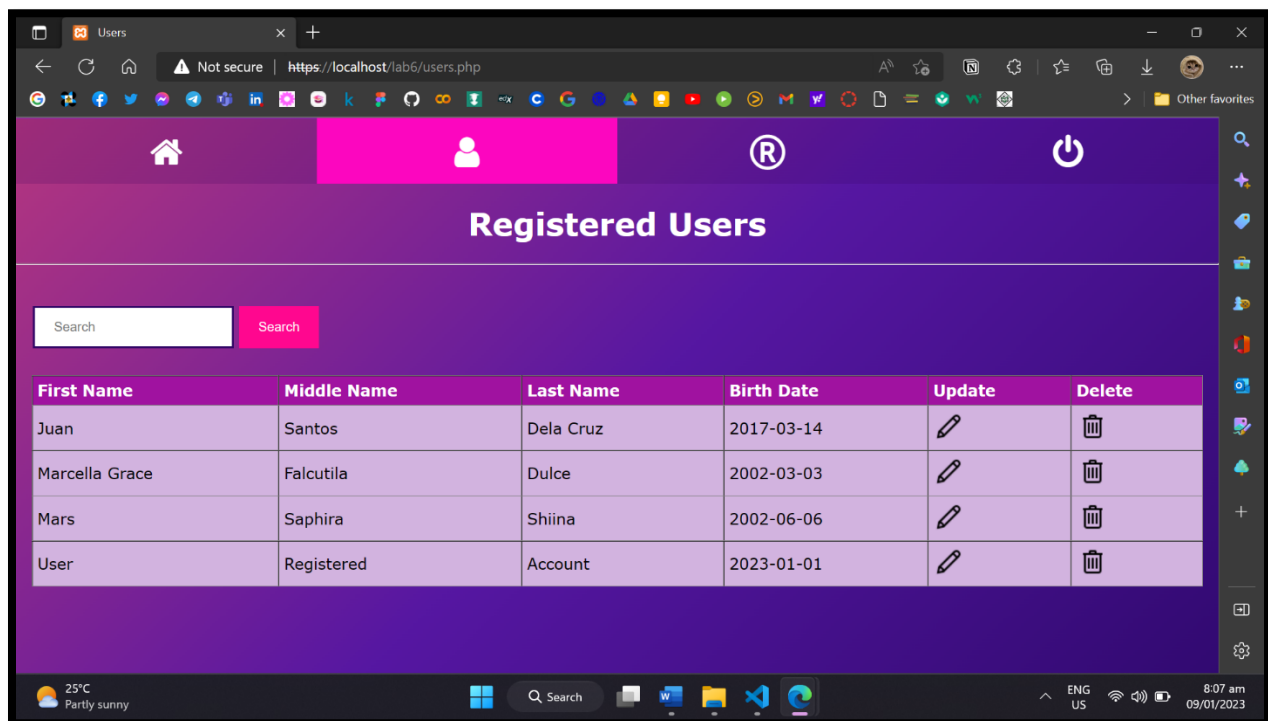 Users
Not secure | https://localhost/lab6/users.php
Other favorites
®
Registered Users
Search Search
First Name Middle Name Last Name Birth Date Update Delete
Juan Santos Dela Cruz 2017-03-14
Marcella Grace Falcutila Dulce 2002-03-03
Mars Saphira Shiina 2002-06-06
User Registered Account 2023-01-01
25°C
Partly sunny
Search
ENG
US
8:07 am
09/01/2023